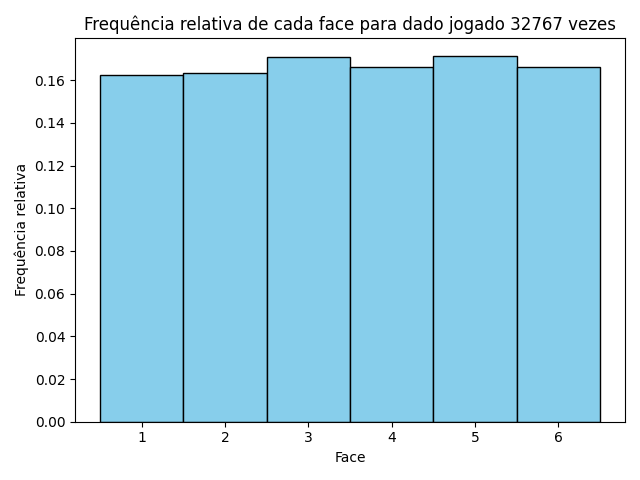 Frequência relativa de cada face para dado jogado 32767 vezes
0.16
0.14
0.12
0.10
0.08
0.06
0.04
0.02
0.00
Frequência relativa
1 2 3 4 5 6
Face